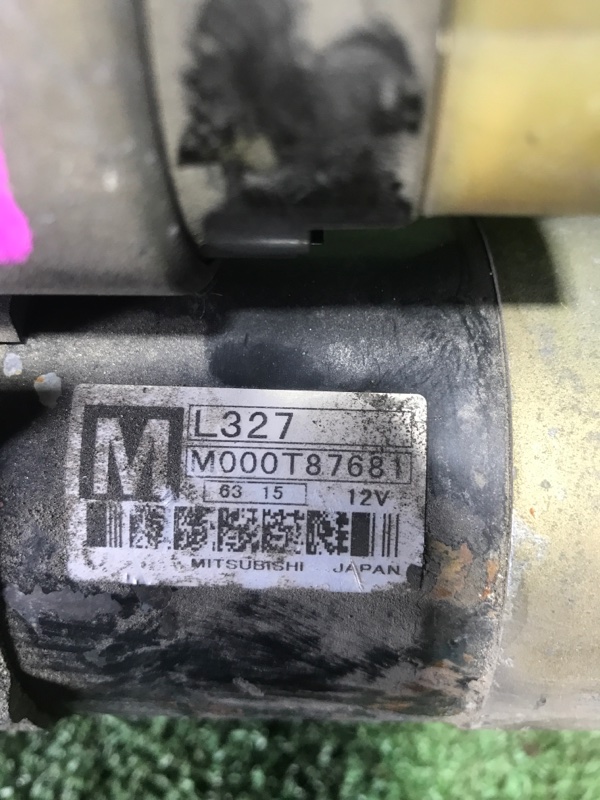 M
L327
M000T87681
63 15 12V
MITSUBISHI JAPAN